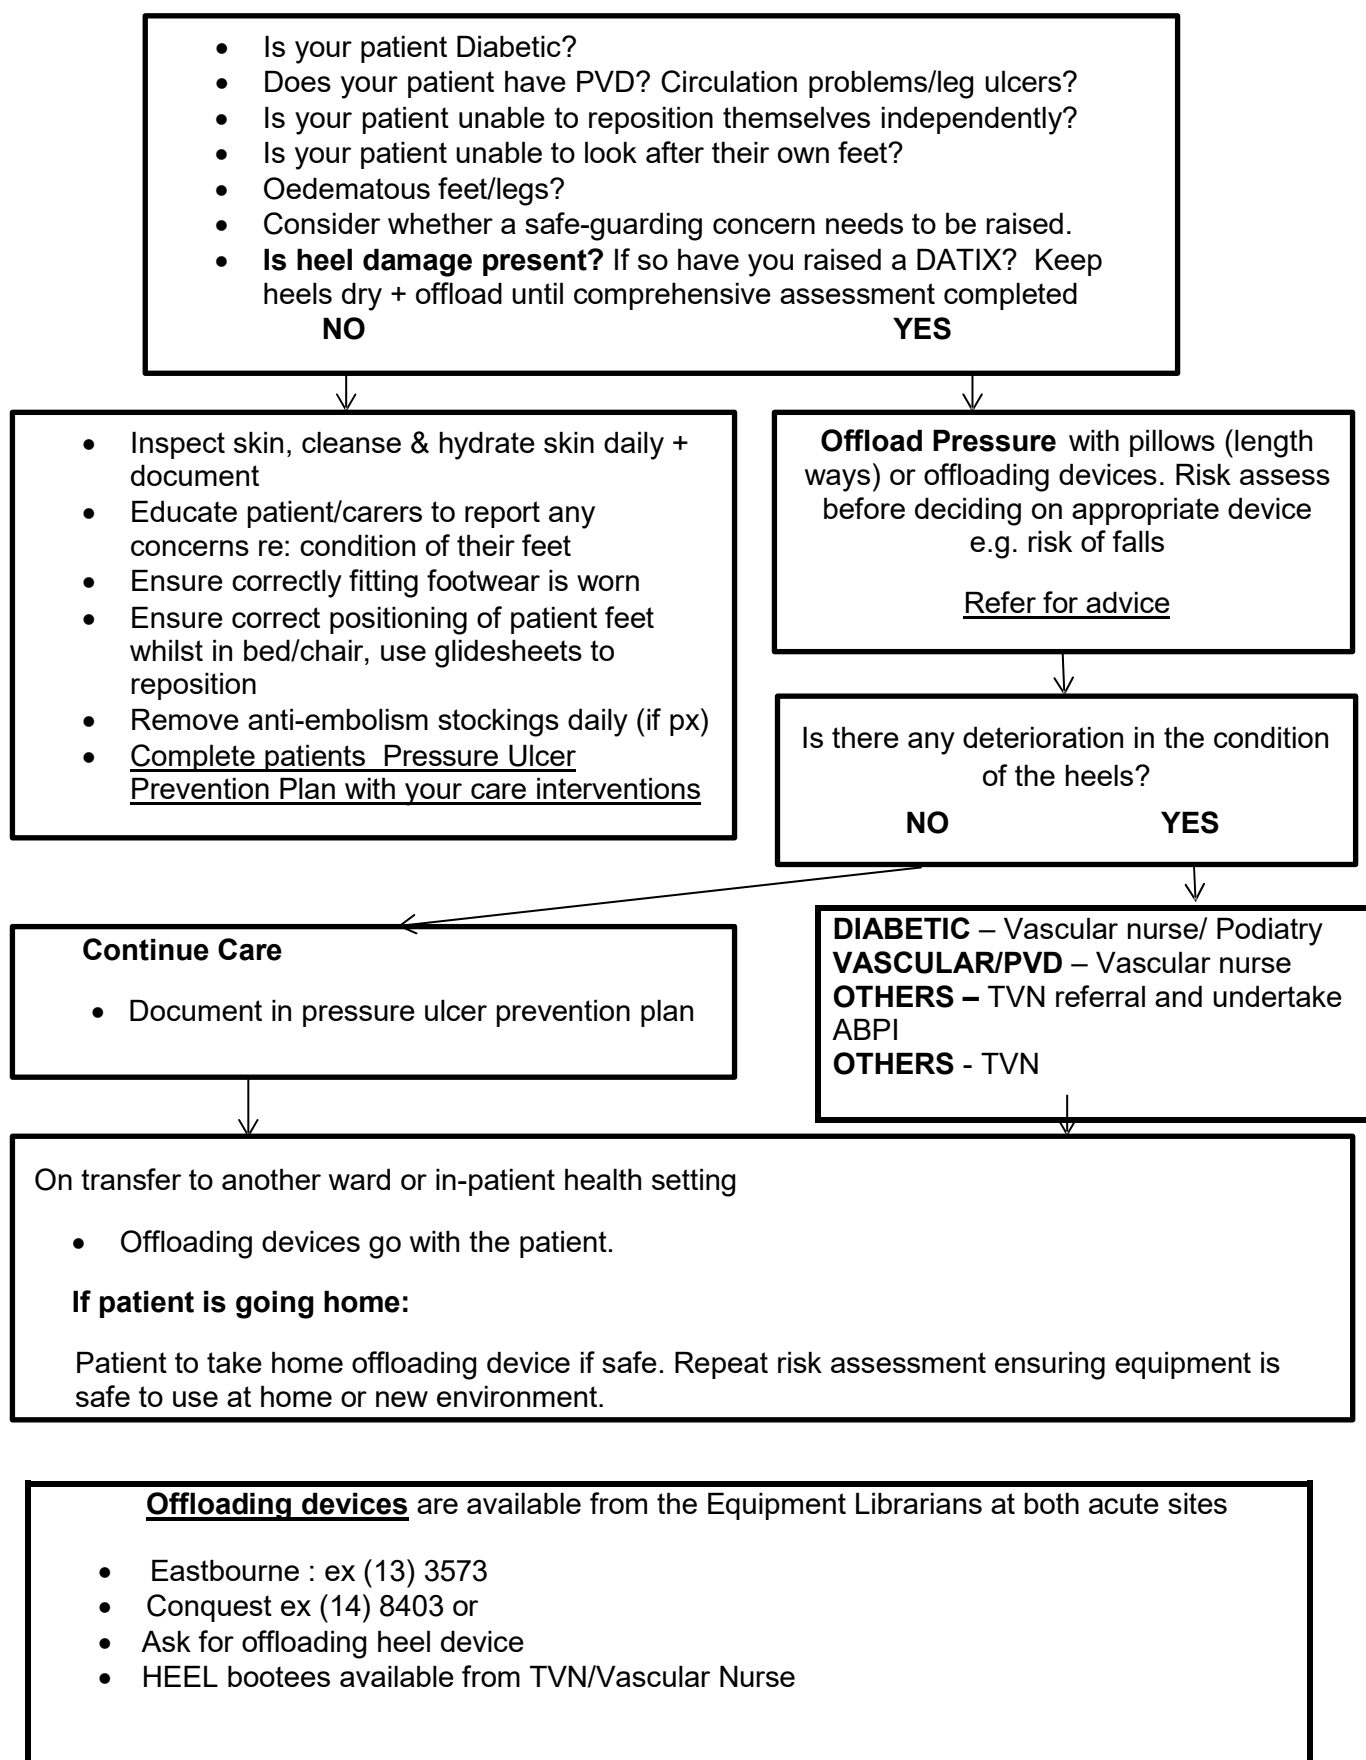 • Is your patient Diabetic?
• Does your patient have PVD? Circulation problems/leg ulcers?
• Is your patient unable to reposition themselves independently?
• Is your patient unable to look after their own feet?
• Oedematous feet/legs?
• Consider whether a safe-guarding concern needs to be raised.
• Is heel damage present? If so have you raised a DATIX? Keep
heels dry + offload until comprehensive assessment completed
NO YES
• Inspect skin, cleanse & hydrate skin daily +
document
• Educate patient/carers to report any
concerns re: condition of their feet
• Ensure correctly fitting footwear is worn
• Ensure correct positioning of patient feet
whilst in bed/chair, use glidesheets to
reposition
• Remove anti-embolism stockings daily (if px)
• Complete patients Pressure Ulcer
Prevention Plan with your care interventions
Offload Pressure with pillows (length
ways) or offloading devices. Risk assess
before deciding on appropriate device
e.g. risk of falls
Refer for advice
Is there any deterioration in the condition
of the heels?
NO YES
Continue Care
• Document in pressure ulcer prevention plan
DIABETIC – Vascular nurse/ Podiatry
VASCULAR/PVD – Vascular nurse
OTHERS – TVN referral and undertake
ABPI
OTHERS - TVN
On transfer to another ward or in-patient health setting
• Offloading devices go with the patient.
If patient is going home:
Patient to take home offloading device if safe. Repeat risk assessment ensuring equipment is
safe to use at home or new environment.
Offloading devices are available from the Equipment Librarians at both acute sites
• Eastbourne : ex (13) 3573
• Conquest ex (14) 8403 or
• Ask for offloading heel device
• HEEL bootees available from TVN/Vascular Nurse